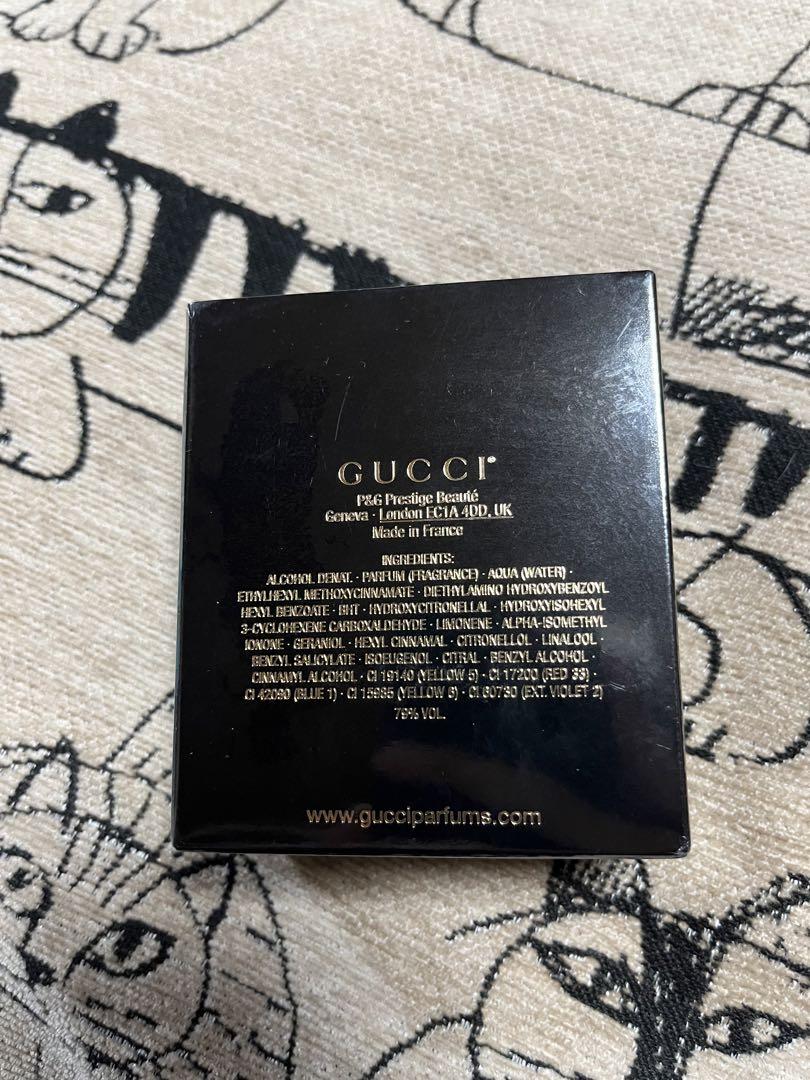 GUCCI®
P&G Prestige Beauté
Geneva · London EC1A 4DD, UK
Made in France
INGREDIENTS:
ALCOHOL DENAT. · PARFUM (FRAGRANCE) · AQUA (WATER) ·
ETHYLHEXYL METHOXYCINNAMATE · DIETHYLAMINO HYDROXYBENZOYL
HEXYL BENZOATE · BHT · HYDROXYCITRONELLAL · HYDROXYISOHEXYL
3-CYCLOHEXENE CARBOXALDEHYDE · LIMONENE · ALPHA-ISOMETHYL
IONONE · GERANIOL · HEXYL CINNAMAL · CITRONELLOL · LINALOOL ·
BENZYL SALICYLATE · ISOEUGENOL · CITRAL · BENZYL ALCOHOL ·
CINNAMYL ALCOHOL · CI 19140 (YELLOW 5) · CI 17200 (RED 33) ·
CI 42090 (BLUE 1) · CI 15985 (YELLOW 6) · CI 60730 (EXT. VIOLET 2)
79% VOL.
www.gucciparfums.com